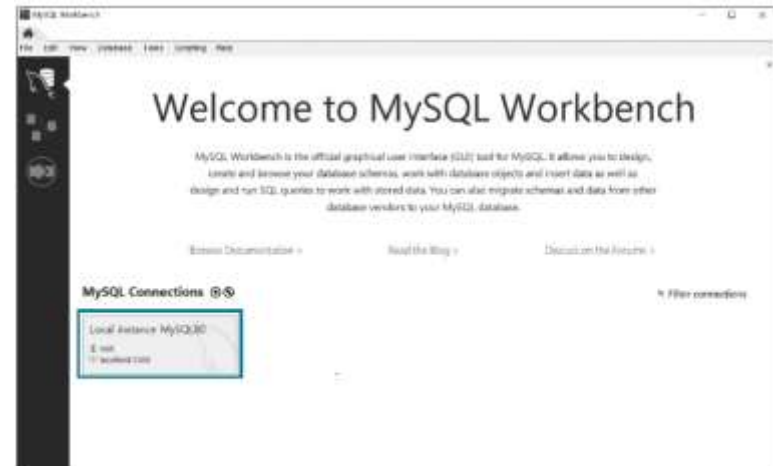 MySQL Workbench
File Edit View Database Tools Scripting Help
Welcome to MySQL Workbench
MySQL Workbench is the official graphical user interface (GUI) tool for MySQL. It allows you to design,
create and browse your database schemas, work with database objects and insert data as well as
design and run SQL queries to work with stored data. You can also migrate schemas and data from other
database vendors to your MySQL database.
Browse Documentation >
Read the Blog >
Discuss on the Forums >
MySQL Connections
Filter connections
Local instance MySQL80
root
localhost:3306